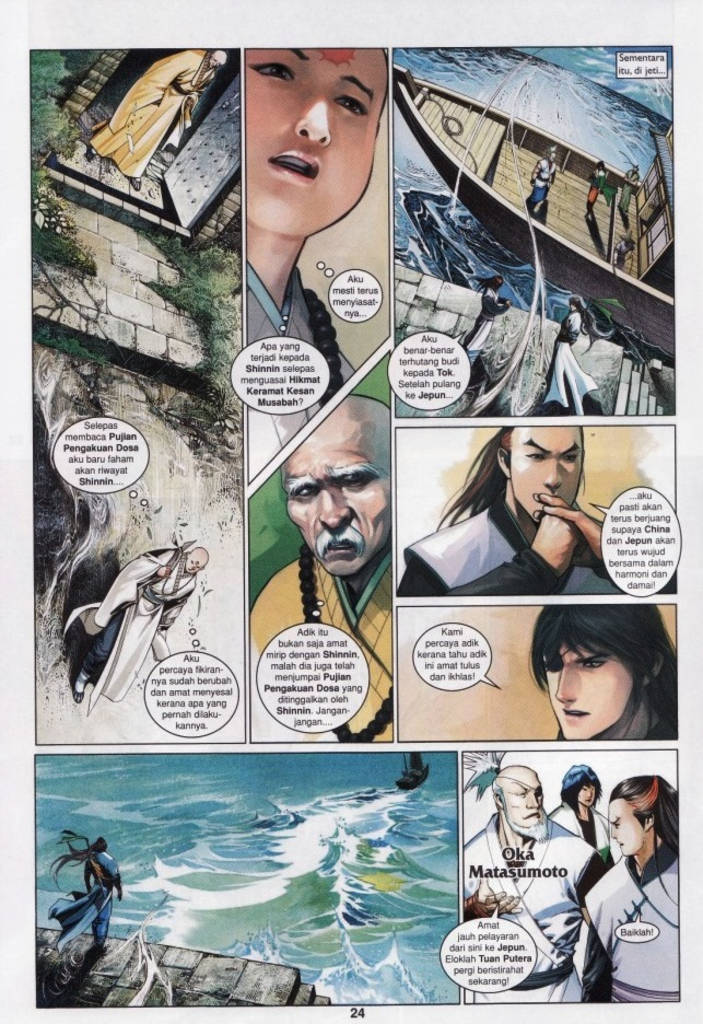 Selepas
membaca Pujian
Pengakuan Dosa
aku baru faham
akan riwayat
Shinnin....
Aku
percaya fikiran-
nya sudah berubah
dan amat menyesal
kerana apa yang
pernah dilaku-
kannya.
Aku
mesti terus
menyiasat-
nya...
Apa yang
terjadi kepada
Shinnin selepas
menguasai Hikmat
Keramat Kesan
Musabah?
Adik itu
bukan saja amat
mirip dengan Shinnin,
malah dia juga telah
menjumpai Pujian
Pengakuan Dosa yang
ditinggalkan oleh
Shinnin. Jangan-
jangan....
Sementara
itu, di jeti...
Aku
benar-benar
terhutang budi
kepada Tok.
Setelah pulang
ke Jepun...
...aku
pasti akan
terus berjuang
supaya China
dan Jepun akan
terus wujud
bersama dalam
harmoni dan
damai!
Kami
percaya adik
kerana tahu adik
ini amat tulus
dan ikhlas!
Oka
Matasumoto
Amat
jauh pelayaran
dari sini ke Jepun.
Eloklah Tuan Putera
pergi beristirahat
sekarang!
Baiklah!
24